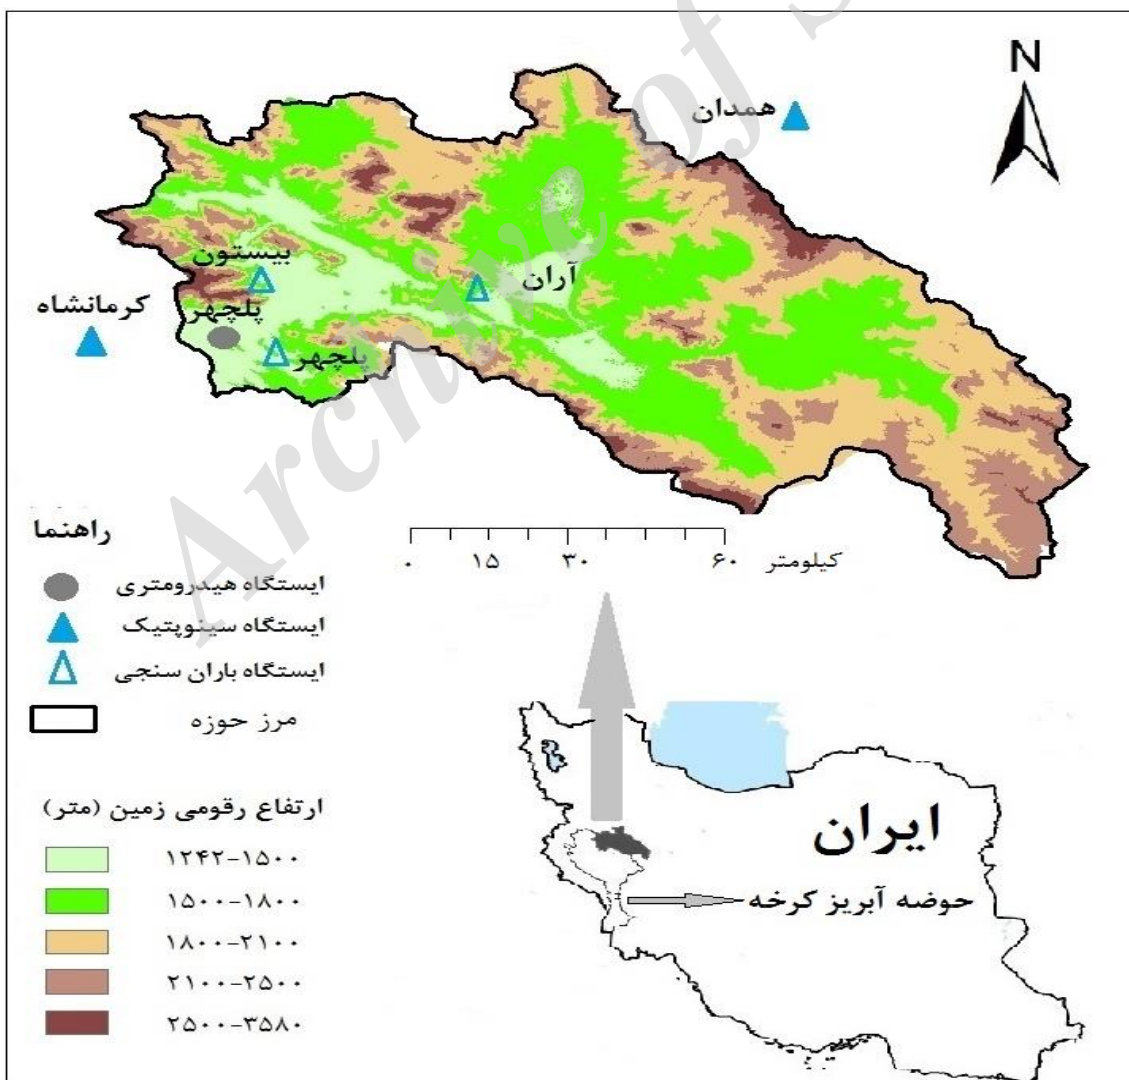 N
همدان
بیستون
آران
پلچهر
کرمانشاه
پلچهر
راهنما
ایستگاه هیدرومتری
ایستگاه سینوپتیک
ایستگاه باران سنجی
مرز حوزه
۰ ۱۵ ۳۰ ۶۰ کیلومتر
ارتفاع رقومی زمین (متر)
۱۲۴۲-۱۵۰۰
۱۵۰۰-۱۸۰۰
۱۸۰۰-۲۱۰۰
۲۱۰۰-۲۵۰۰
۲۵۰۰-۳۵۸۰
ایران
حوضه آبریز کرخه
Archive of S